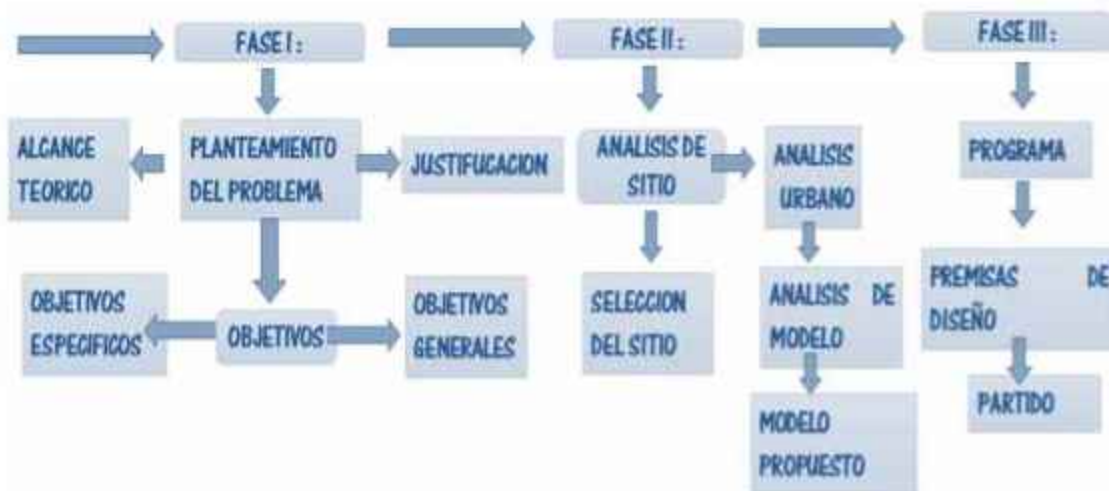 FASE I :
FASE II :
FASE III :
ALCANCE
TEORICO
PLANTEAMIENTO
DEL PROBLEMA
JUSTIFUCACION
OBJETIVOS
ESPECIFICOS
OBJETIVOS
OBJETIVOS
GENERALES
ANALISIS DE
SITIO
SELECCION
DEL SITIO
ANALISIS
URBANO
ANALISIS DE
MODELO
MODELO
PROPUESTO
PROGRAMA
PREMISAS DE
DISEÑO
PARTIDO